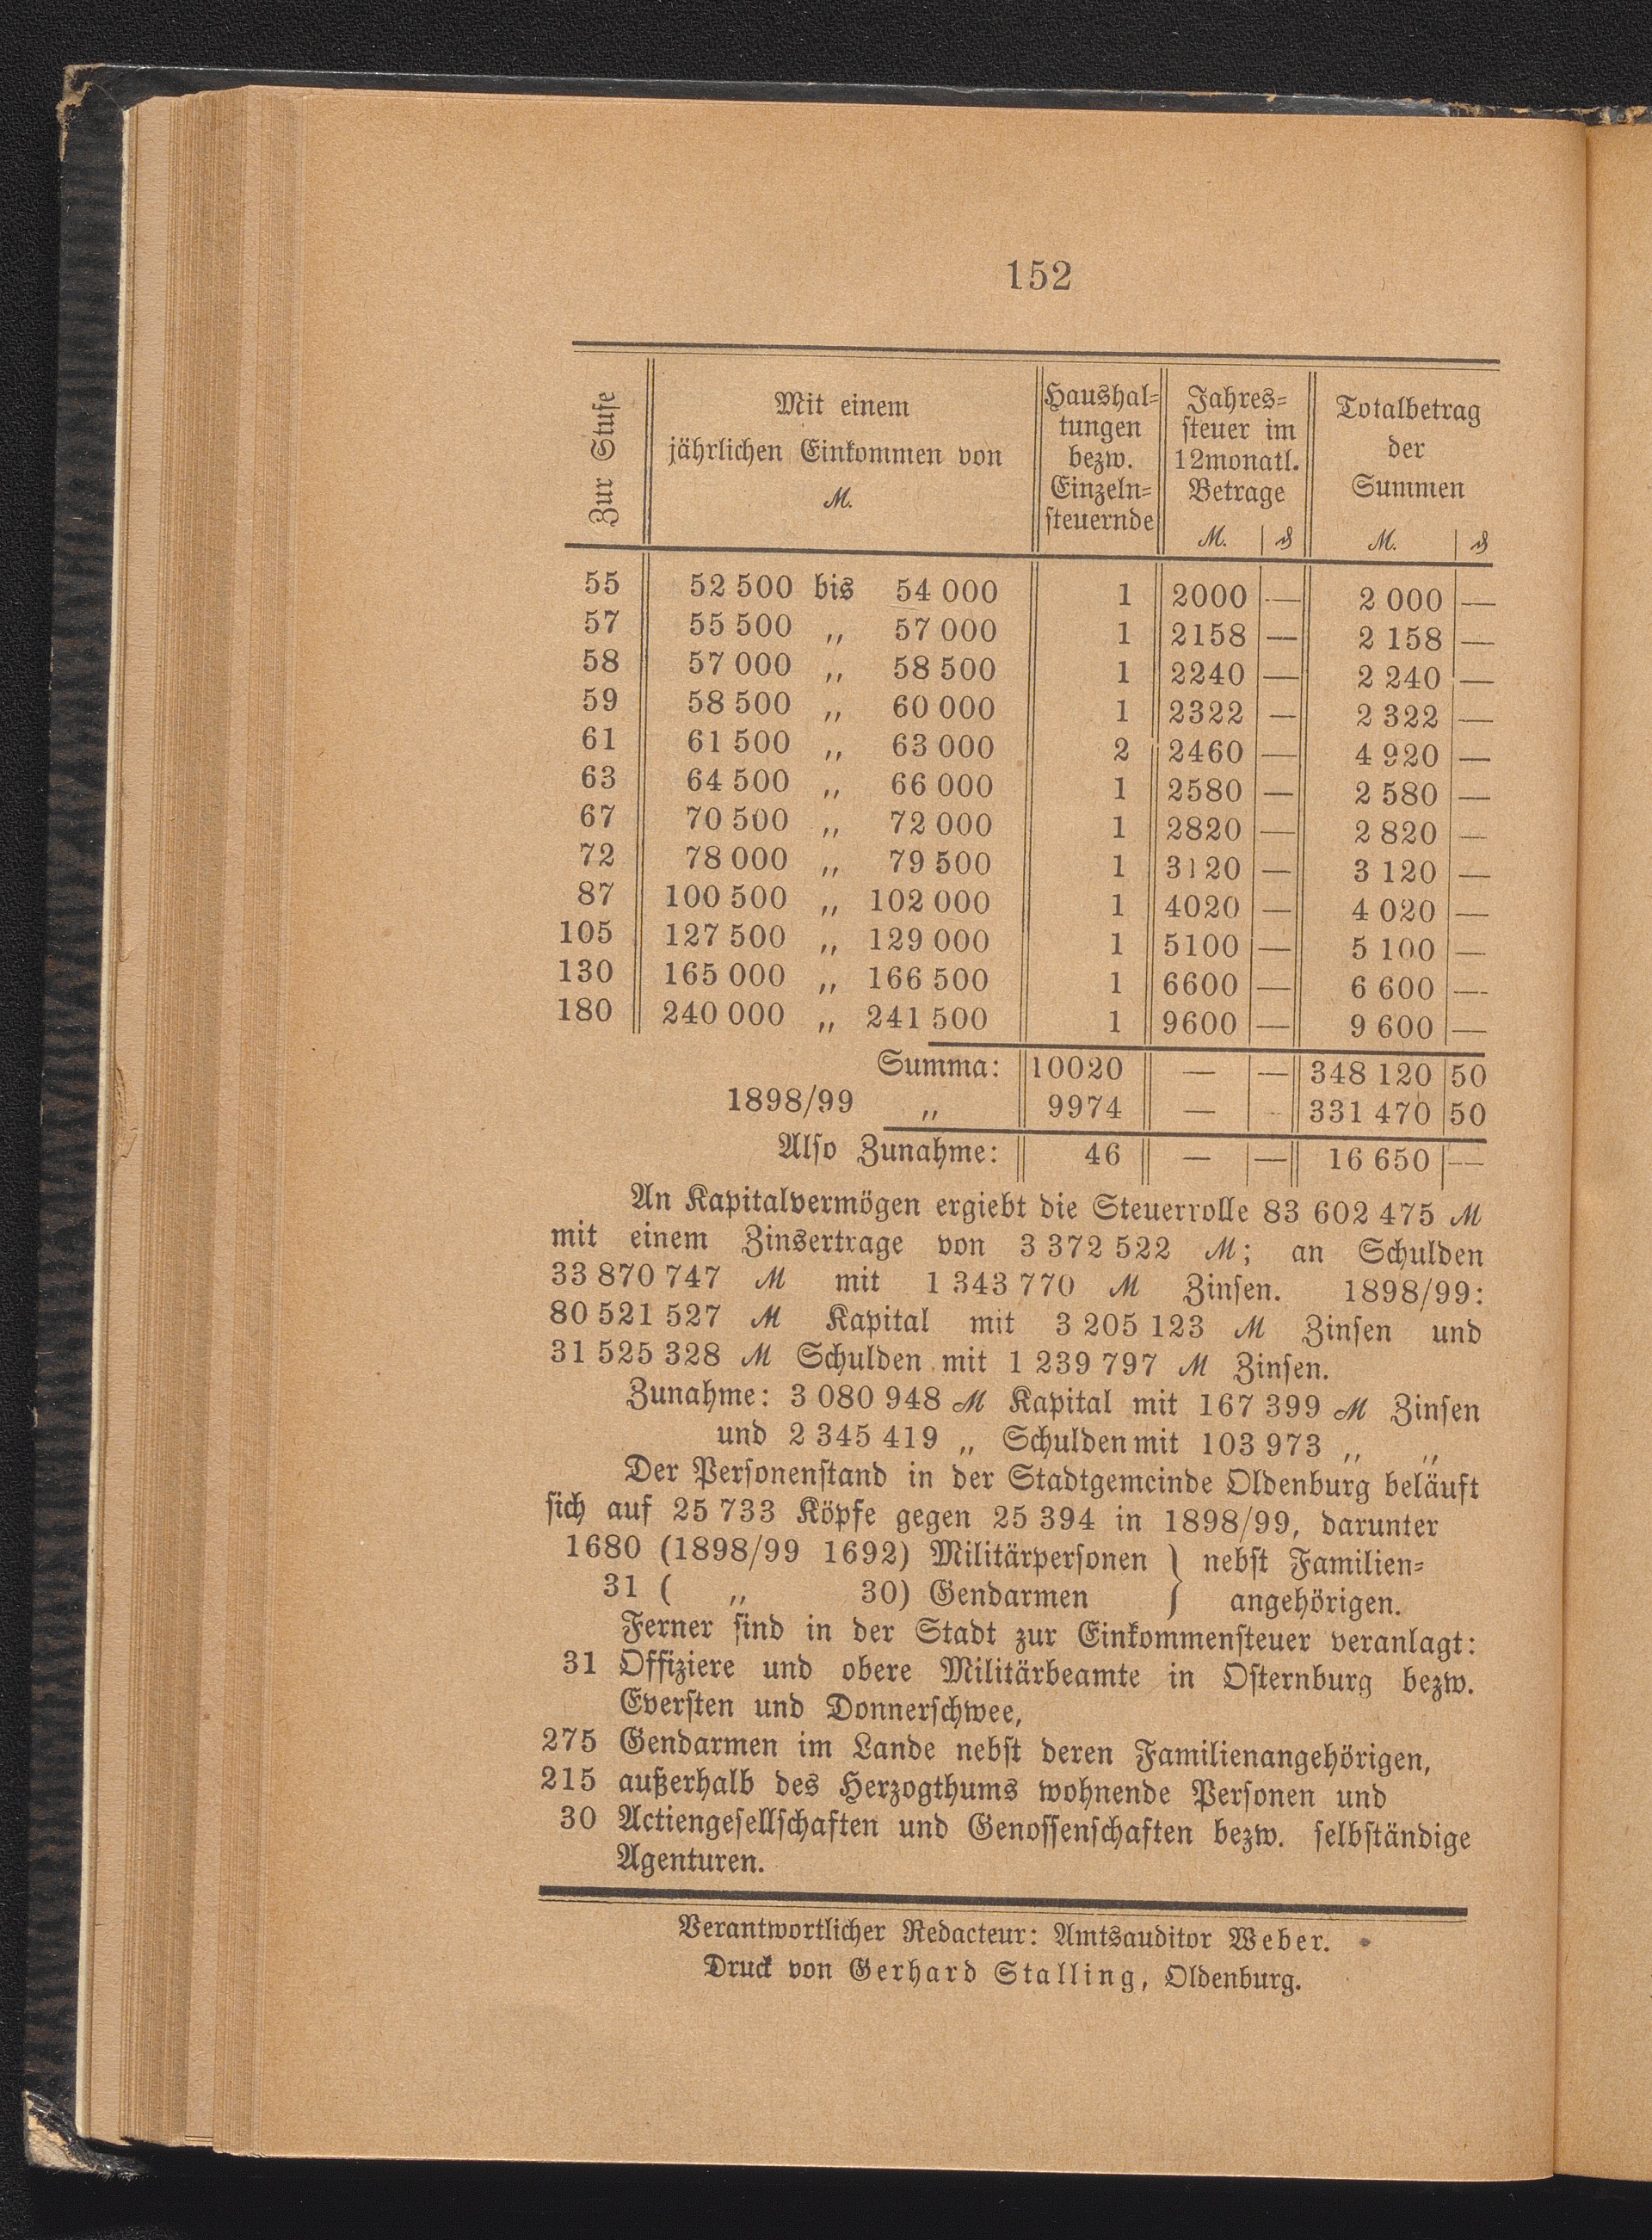 152
Zur Stufe | Mit einem jährlichen Einkommen von M. | Haushal- tungen bezw. Einzeln- steuernde | Jahres- steuer im 12monatl. Betrage M. | ₰ | Totalbetrag der Summen M. | ₰
55 52 500 bis 54 000 1 2000 — 2 000 —
57 55 500 „ 57 000 1 2158 — 2 158 —
58 57 000 „ 58 500 1 2240 — 2 240 —
59 58 500 „ 60 000 1 2322 — 2 322 —
61 61 500 „ 63 000 2 2460 — 4 920 —
63 64 500 „ 66 000 1 2580 — 2 580 —
67 70 500 „ 72 000 1 2820 — 2 820 —
72 78 000 „ 79 500 1 3120 — 3 120 —
87 100 500 „ 102 000 1 4020 — 4 020 —
105 127 500 „ 129 000 1 5100 — 5 100 —
130 165 000 „ 166 500 1 6600 — 6 600 —
180 240 000 „ 241 500 1 9600 — 9 600 —
Summa: 10020 — — 348 120 50
1898/99 „ 9974 — — 331 470 50
Also Zunahme: 46 — — 16 650 —
An Kapitalvermögen ergiebt die Steuerrolle 83 602 475 M
mit einem Zinsertrage von 3 372 522 M; an Schulden
33 870 747 M mit 1 343 770 M Zinsen. 1898/99:
80 521 527 M Kapital mit 3 205 123 M Zinsen und
31 525 328 M Schulden mit 1 239 797 M Zinsen.
Zunahme: 3 080 948 M Kapital mit 167 399 M Zinsen
und 2 345 419 „ Schulden mit 103 973 „ „
Der Personenstand in der Stadtgemeinde Oldenburg beläuft
sich auf 25 733 Köpfe gegen 25 394 in 1898/99, darunter
1680 (1898/99 1692) Militärpersonen } nebst Familien-
31 ( „ 30) Gendarmen } angehörigen.
Ferner sind in der Stadt zur Einkommensteuer veranlagt:
31 Offiziere und obere Militärbeamte in Osternburg bezw.
Eversten und Donnerschwee,
275 Gendarmen im Lande nebst deren Familienangehörigen,
215 außerhalb des Herzogthums wohnende Personen und
30 Actiengesellschaften und Genossenschaften bezw. selbständige
Agenturen.
Verantwortlicher Redacteur: Amtsauditor Weber.
Druck von Gerhard Stalling, Oldenburg.